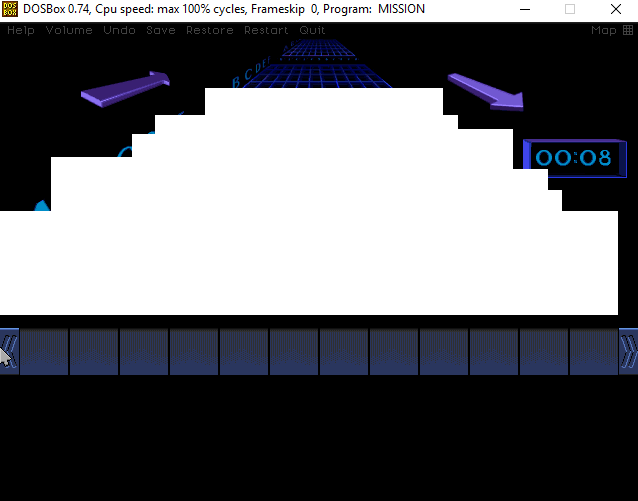 DOSBox 0.74, Cpu speed: max 100% cycles, Frameskip 0, Program: MISSION
Help Volume Undo Save Restore Restart Quit Map
B C D E F
00:08